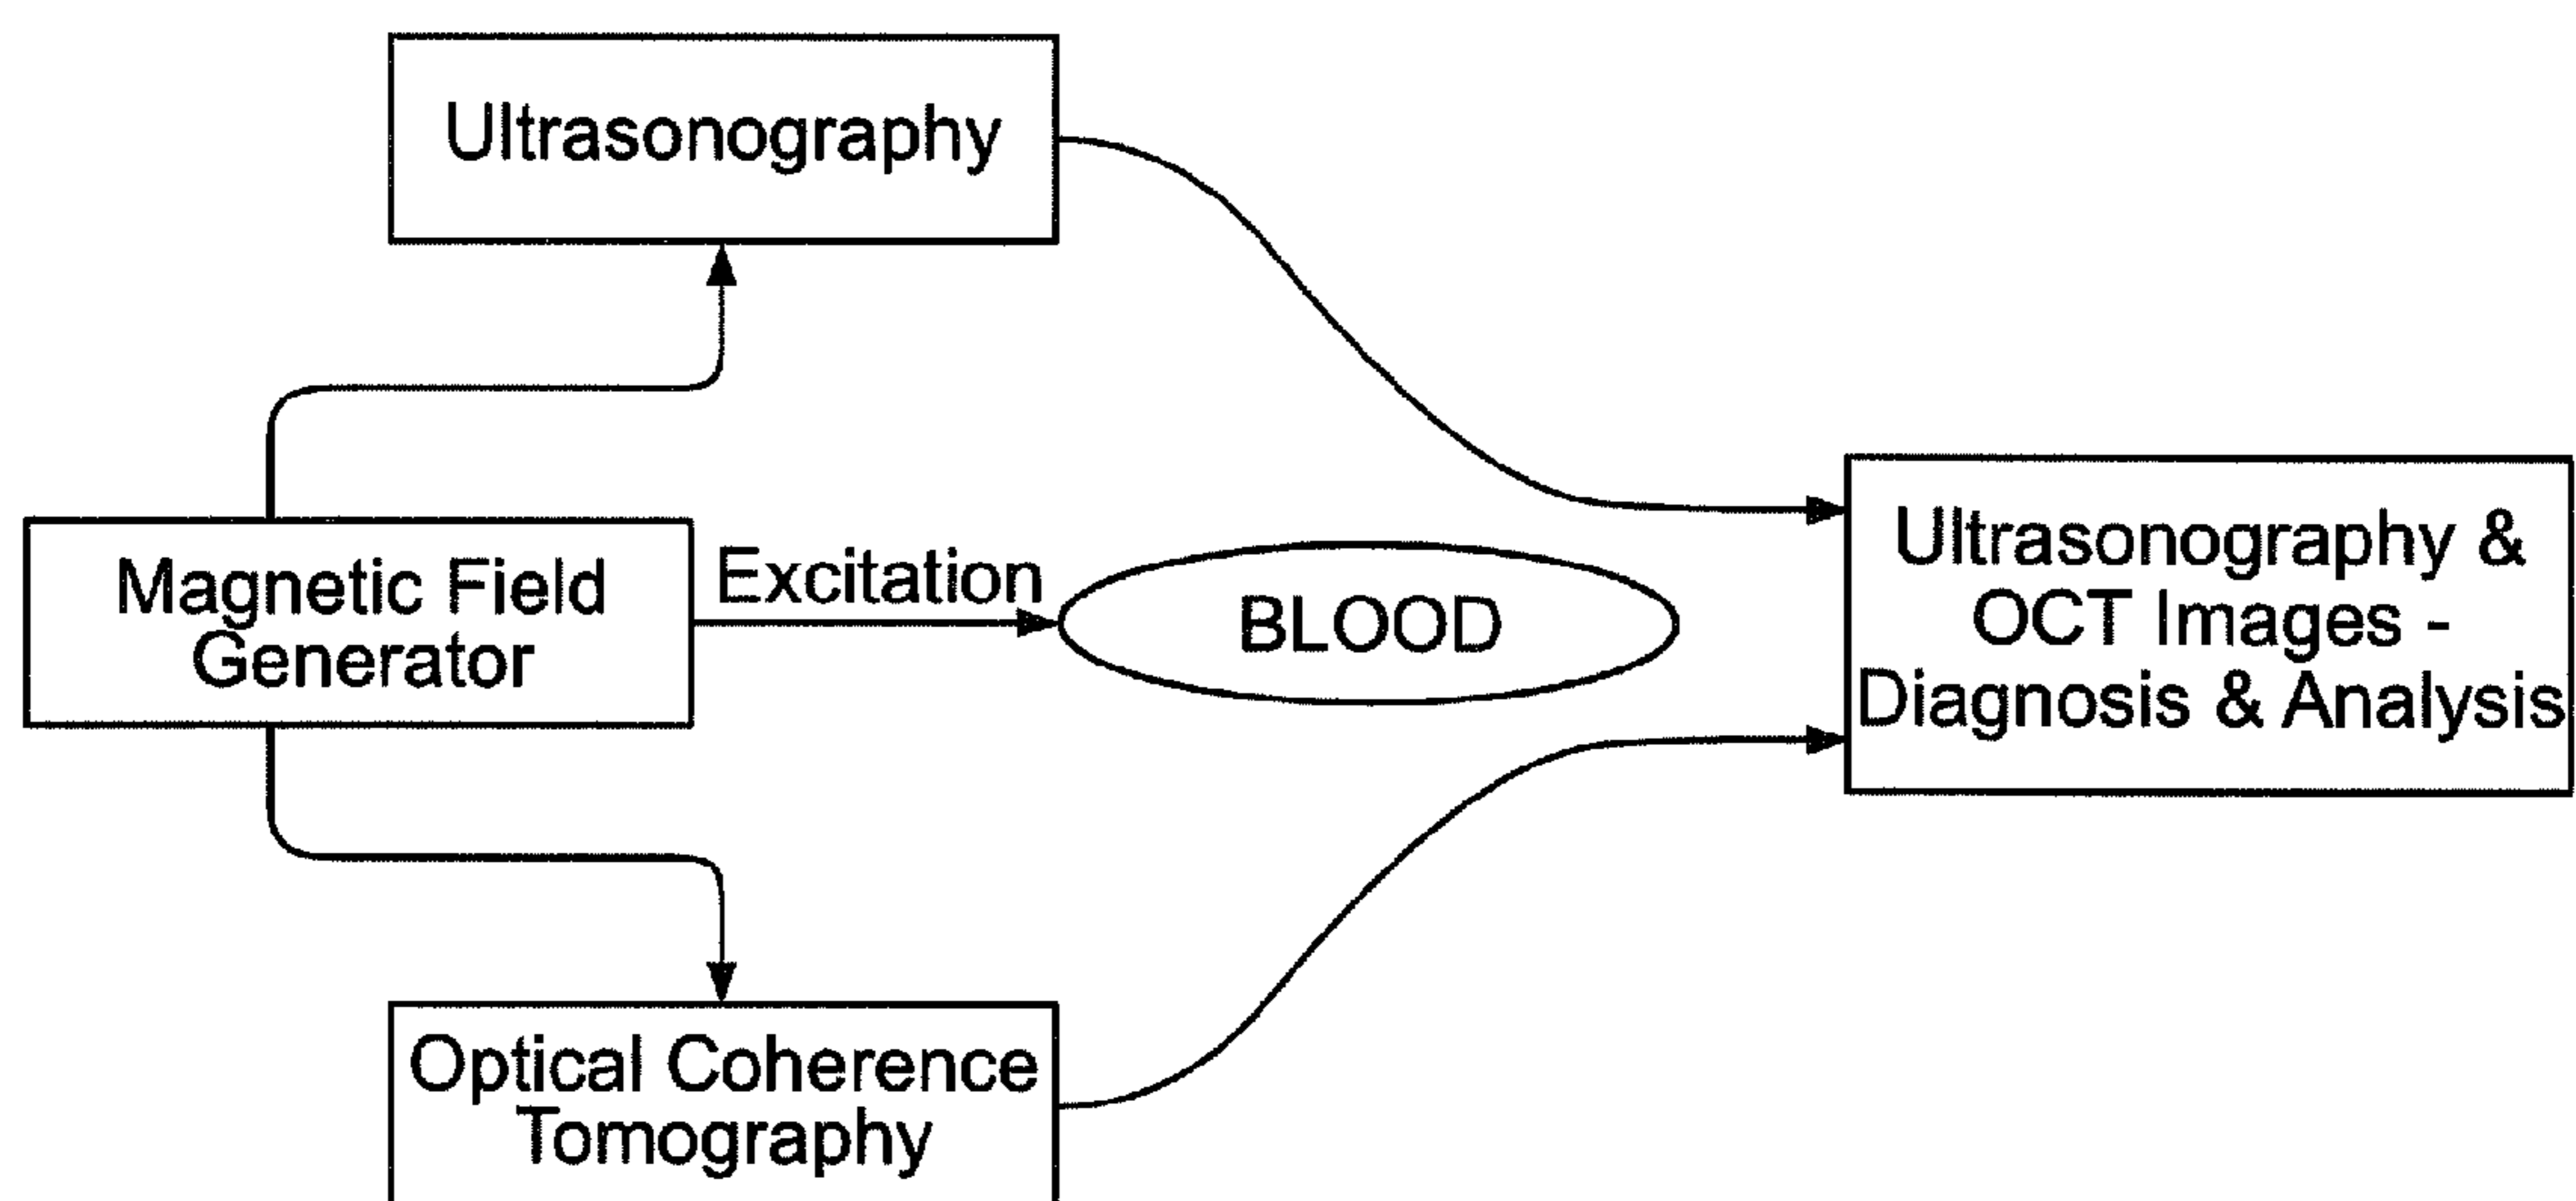 Ultrasonography
Magnetic Field
Generator
Excitation
BLOOD
Ultrasonography &
OCT Images -
Diagnosis & Analysis
Optical Coherence
Tomography